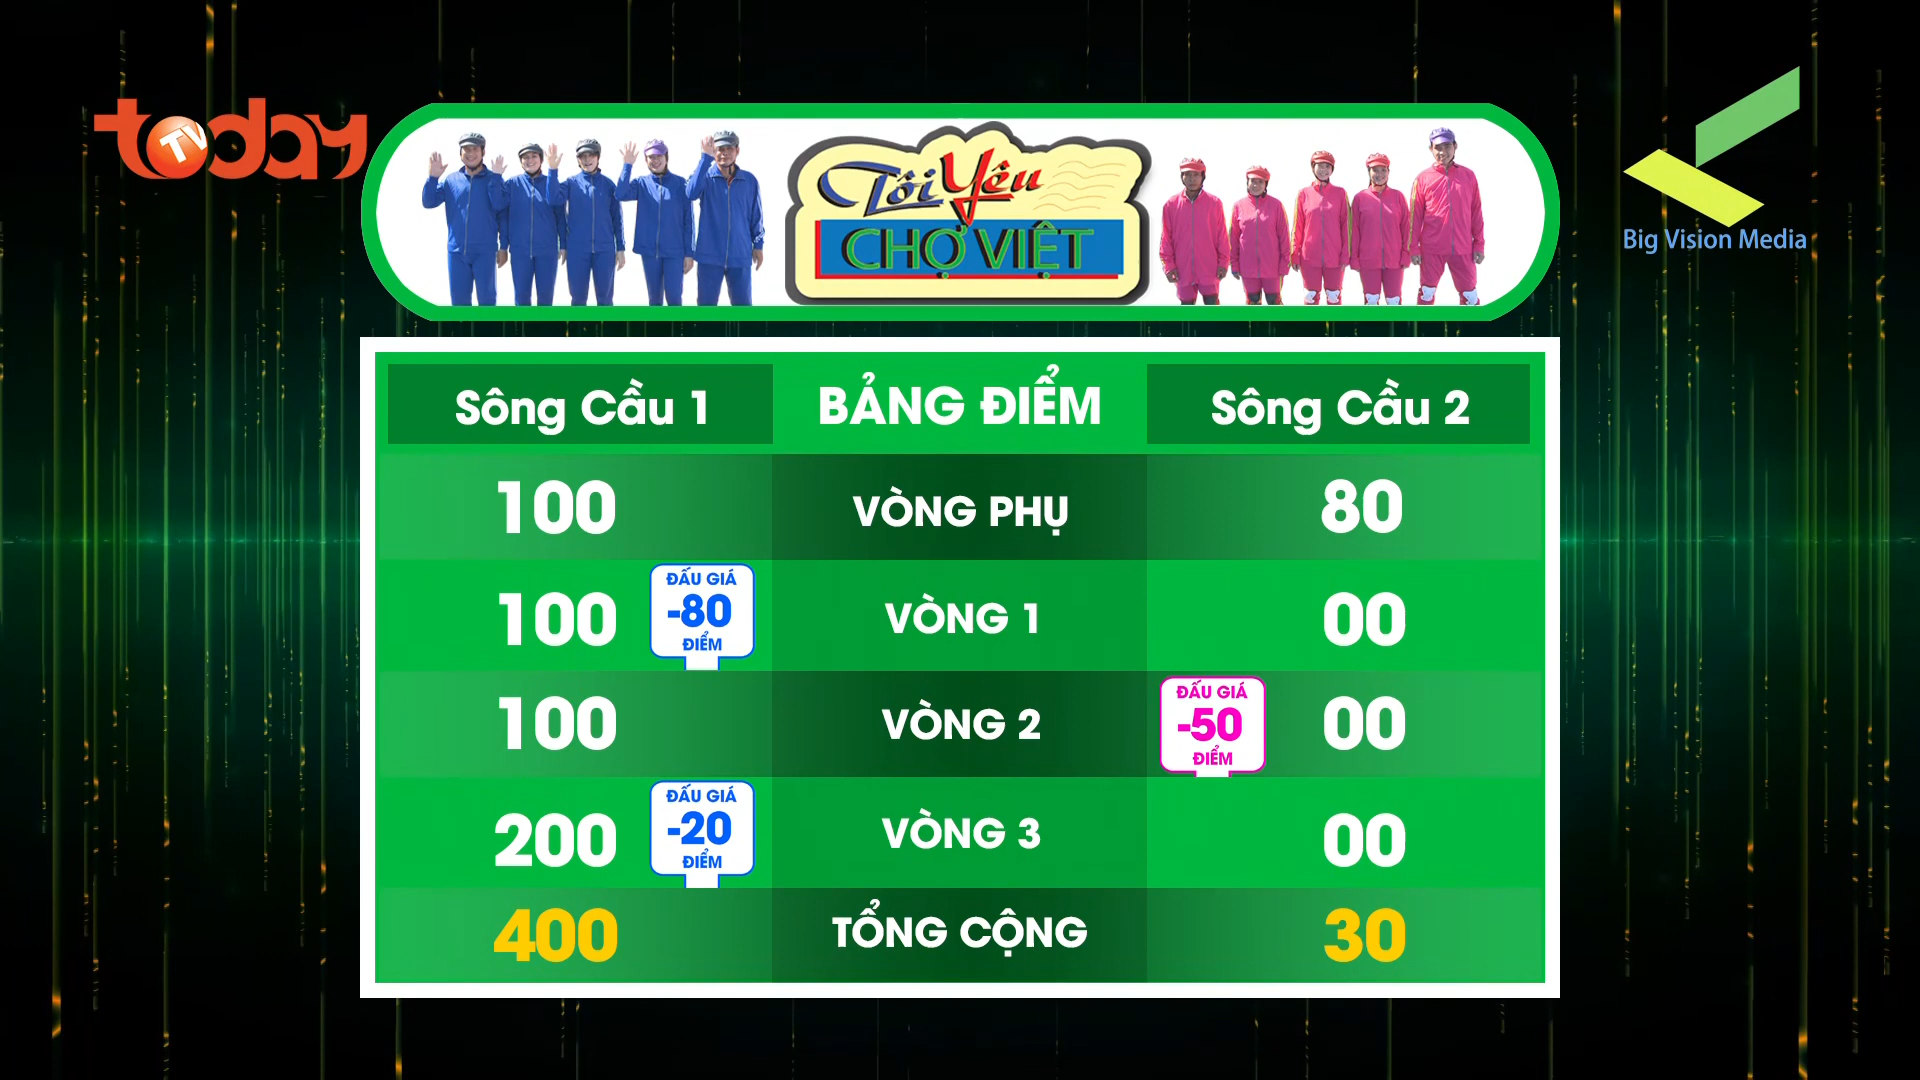 today
TV
Tôi Yêu
CHỢ VIỆT
Big Vision Media
Sông Cầu 1 BẢNG ĐIỂM Sông Cầu 2
100 VÒNG PHỤ 80
ĐẤU GIÁ
-80
ĐIỂM
100 VÒNG 1 00
100 VÒNG 2 00
ĐẤU GIÁ
-50
ĐIỂM
ĐẤU GIÁ
-20
ĐIỂM
200 VÒNG 3 00
400 TỔNG CỘNG 30